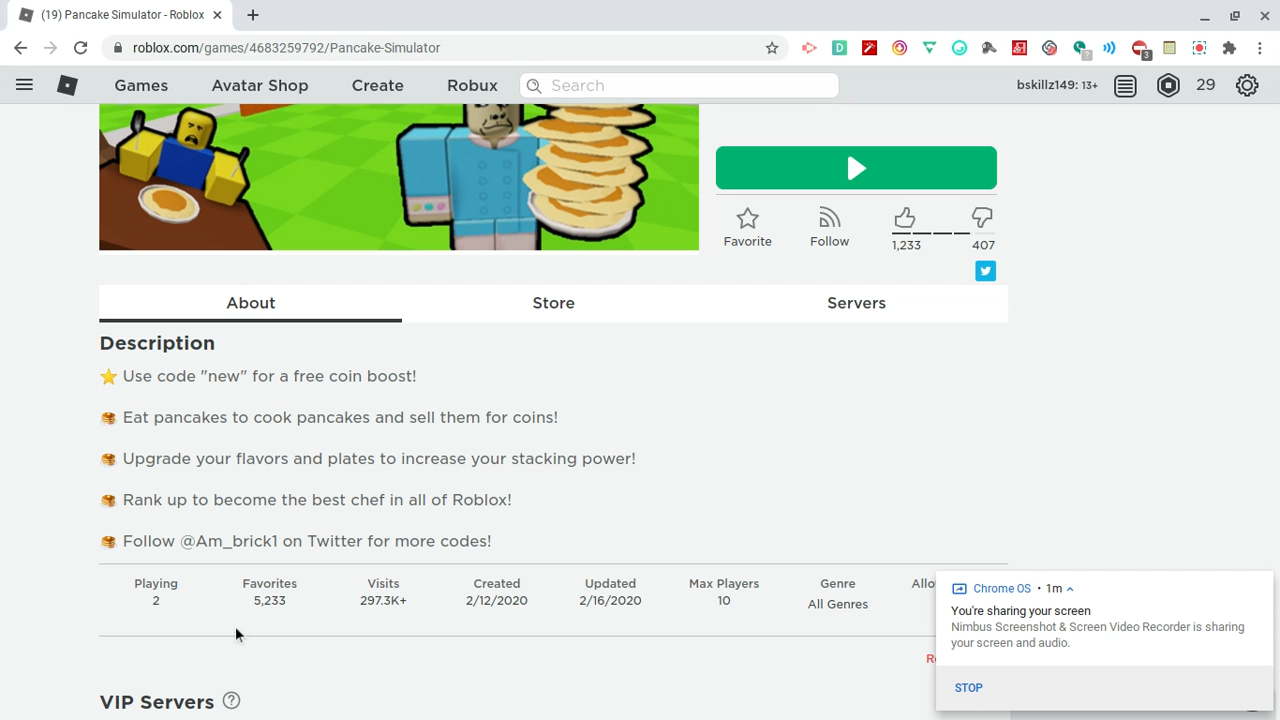 (19) Pancake Simulator - Roblox
roblox.com/games/4683259792/Pancake-Simulator
3
Games
Avatar Shop
Create
Robux
Search
bskillz149: 13+
29
Favorite
Follow
1,233
407
About
Store
Servers
Description
⭐ Use code "new" for a free coin boost!
🥞 Eat pancakes to cook pancakes and sell them for coins!
🥞 Upgrade your flavors and plates to increase your stacking power!
🥞 Rank up to become the best chef in all of Roblox!
🥞 Follow @Am_brick1 on Twitter for more codes!
Playing Favorites Visits Created Updated Max Players Genre Allo
2 5,233 297.3K+ 2/12/2020 2/16/2020 10 All Genres
VIP Servers ?
Chrome OS • 1m
You're sharing your screen
Nimbus Screenshot & Screen Video Recorder is sharing
your screen and audio.
STOP